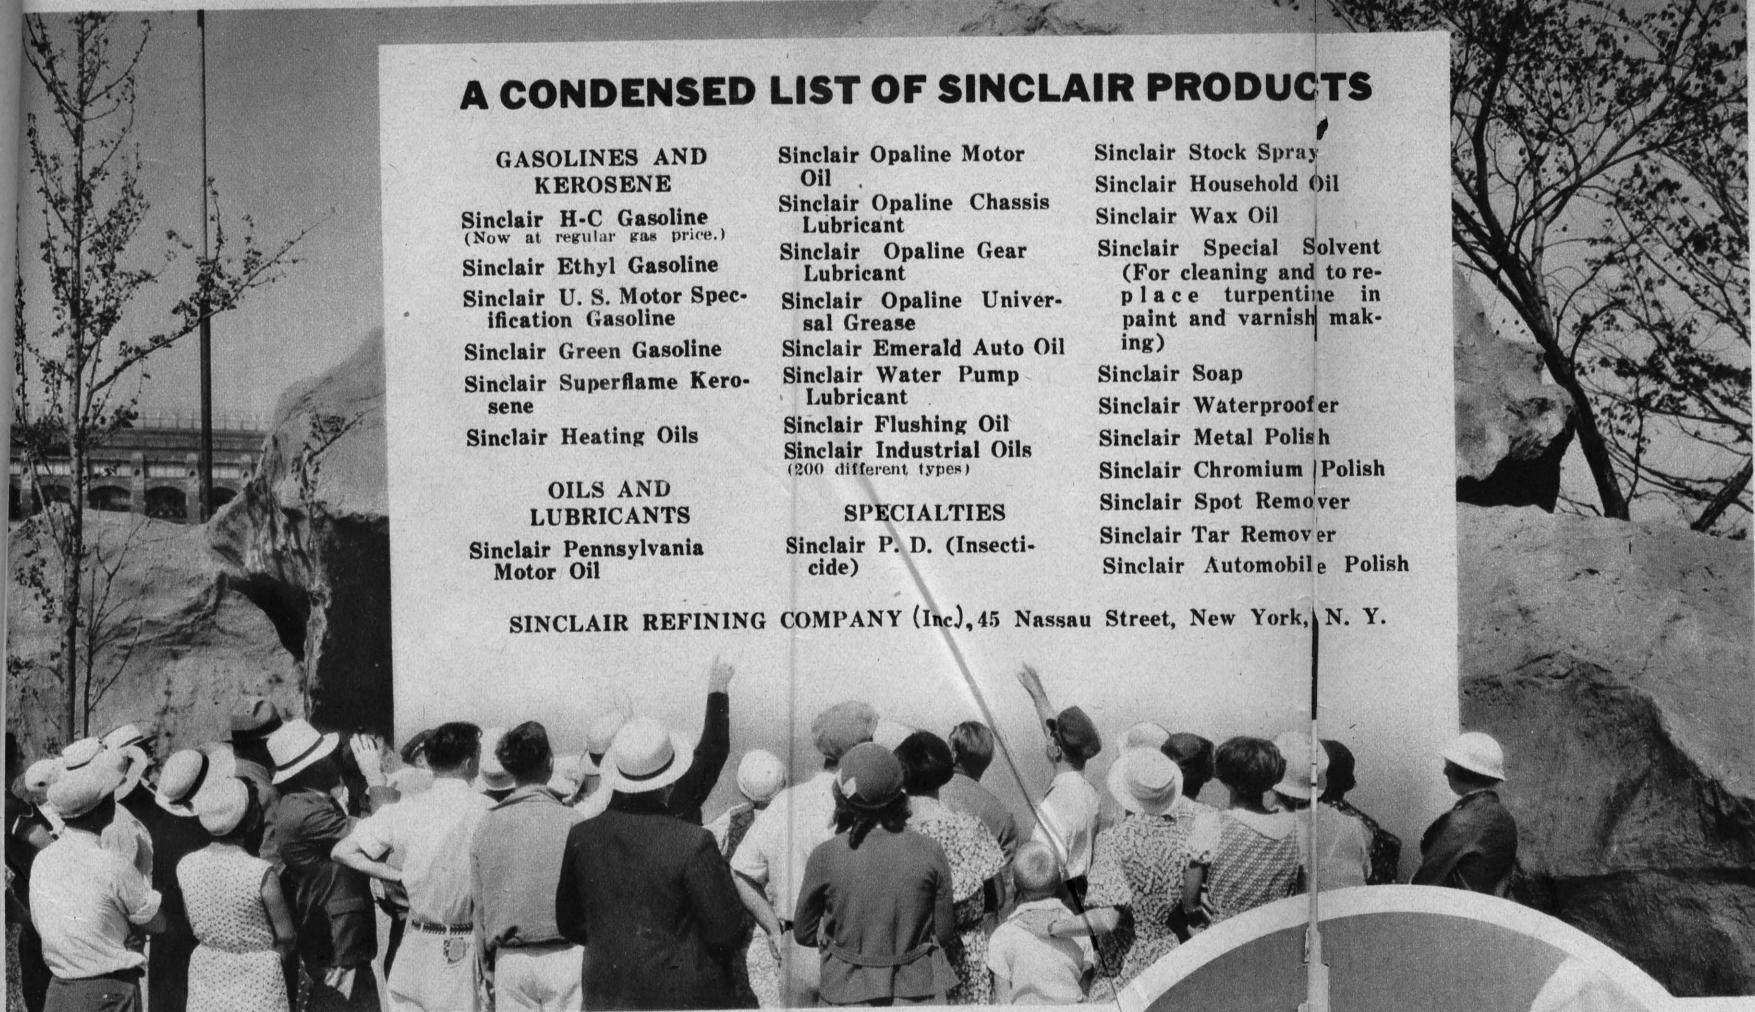 A CONDENSED LIST OF SINCLAIR PRODUCTS
GASOLINES AND
KEROSENE
Sinclair H-C Gasoline
(Now at regular gas price.)
Sinclair Ethyl Gasoline
Sinclair U. S. Motor Spec-
ification Gasoline
Sinclair Green Gasoline
Sinclair Superflame Kero-
sene
Sinclair Heating Oils
OILS AND
LUBRICANTS
Sinclair Pennsylvania
Motor Oil
Sinclair Opaline Motor
Oil
Sinclair Opaline Chassis
Lubricant
Sinclair Opaline Gear
Lubricant
Sinclair Opaline Univer-
sal Grease
Sinclair Emerald Auto Oil
Sinclair Water Pump
Lubricant
Sinclair Flushing Oil
Sinclair Industrial Oils
(200 different types)
SPECIALTIES
Sinclair P. D. (Insecti-
cide)
Sinclair Stock Spray
Sinclair Household Oil
Sinclair Wax Oil
Sinclair Special Solvent
(For cleaning and to re-
place turpentine in
paint and varnish mak-
ing)
Sinclair Soap
Sinclair Waterproofer
Sinclair Metal Polish
Sinclair Chromium Polish
Sinclair Spot Remover
Sinclair Tar Remover
Sinclair Automobile Polish
SINCLAIR REFINING COMPANY (Inc.), 45 Nassau Street, New York, N. Y.